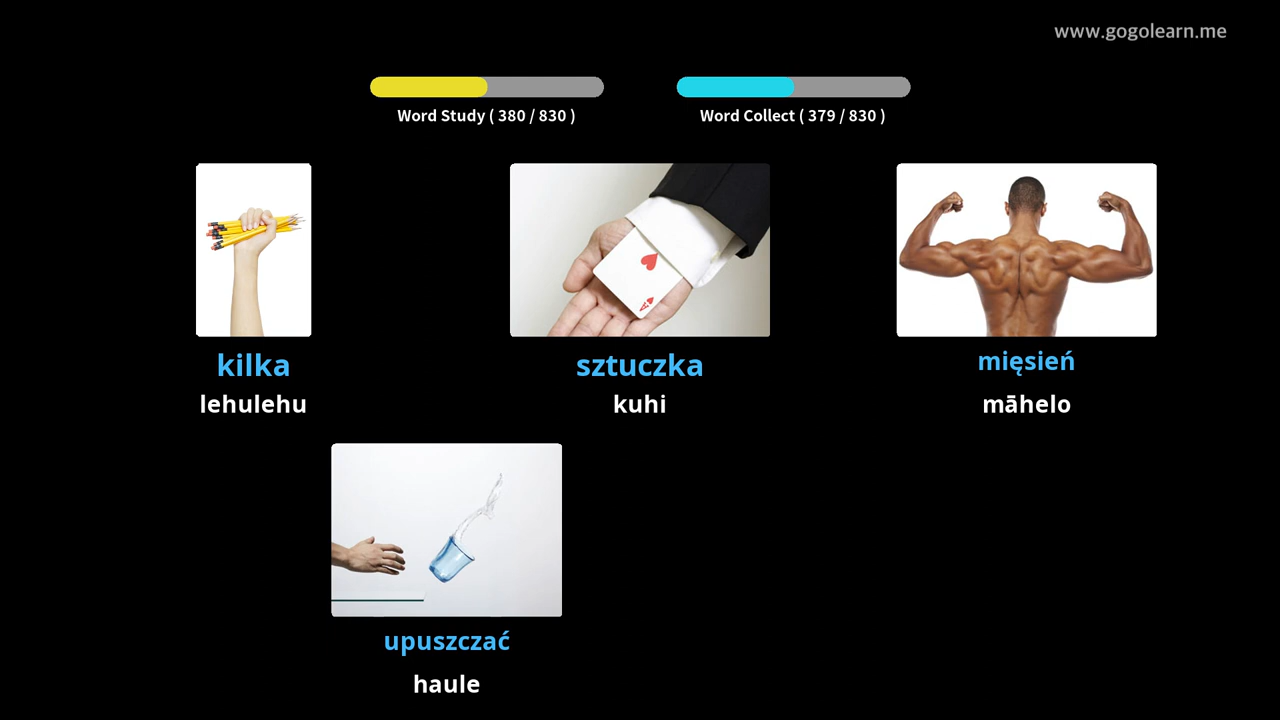 www.gogolearn.me
Word Study ( 380 / 830 )
Word Collect ( 379 / 830 )
kilka
lehulehu
sztuczka
kuhi
mięsień
māhelo
upuszczać
haule